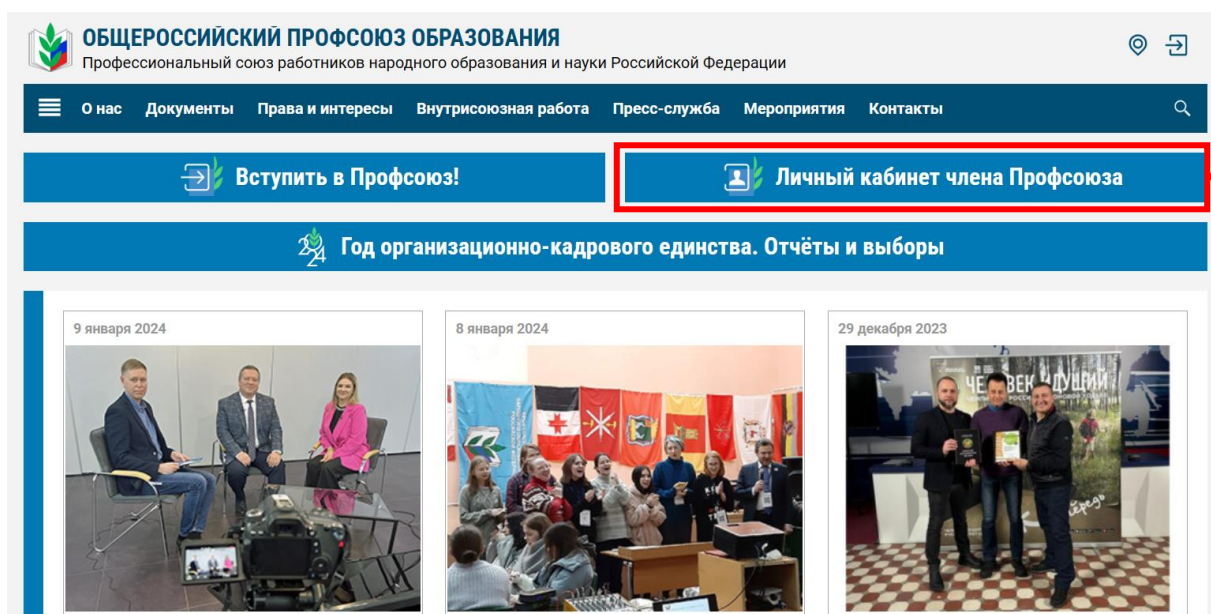 ОБЩЕРОССИЙСКИЙ ПРОФСОЮЗ ОБРАЗОВАНИЯ
Профессиональный союз работников народного образования и науки Российской Федерации
О нас Документы Права и интересы Внутрисоюзная работа Пресс-служба Мероприятия Контакты
Вступить в Профсоюз!
Личный кабинет члена Профсоюза
2024
Год организационно-кадрового единства. Отчёты и выборы
9 января 2024
8 января 2024
29 декабря 2023